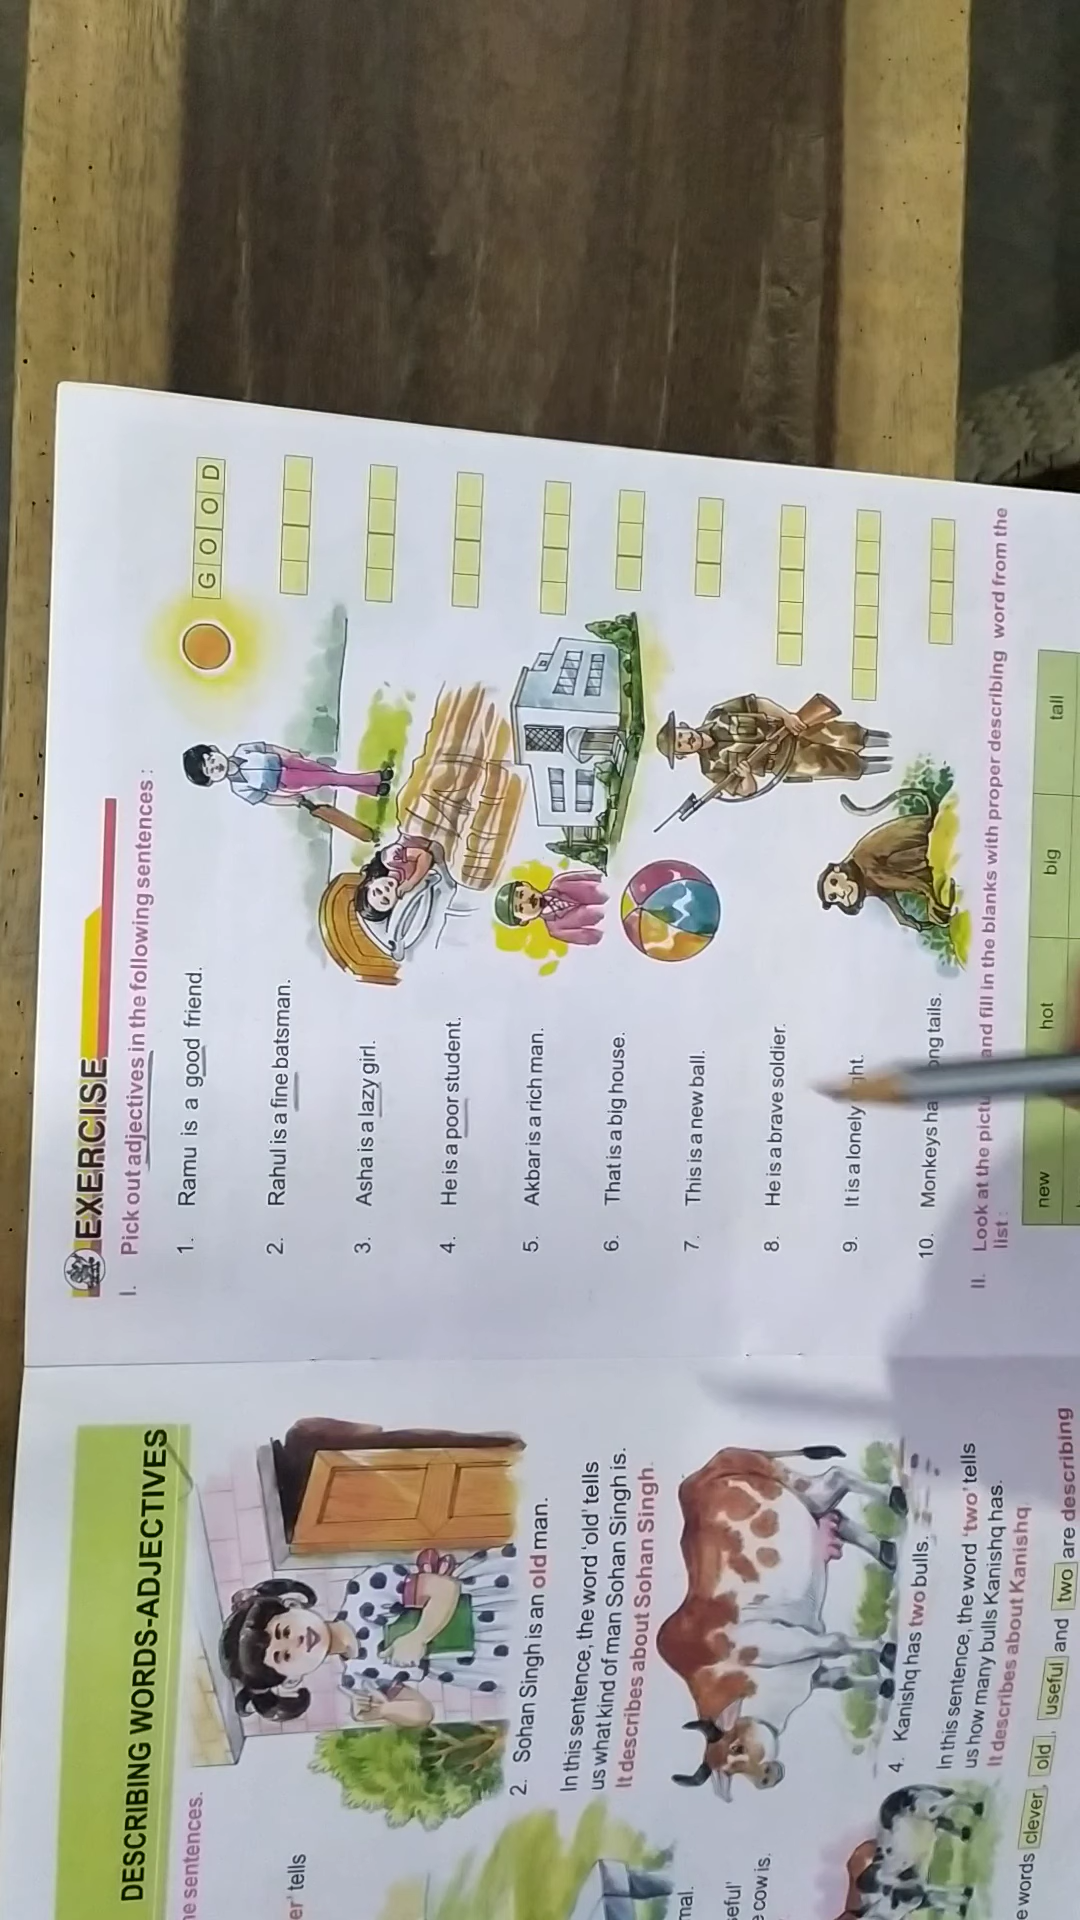 DESCRIBING WORDS-ADJECTIVES
sentences.
tells
2. Sohan Singh is an old man.
In this sentence, the word 'old' tells
us what kind of man Sohan Singh is.
It describes about Sohan Singh.
cow is.
4. Kanishq has two bulls.
In this sentence, the word 'two' tells
us how many bulls Kanishq has.
It describes about Kanishq.
words clever, old, useful and two are describing
EXERCISE
I. Pick out adjectives in the following sentences :
1. Ramu is a good friend. GOOD
2. Rahul is a fine batsman.
3. Asha is a lazy girl.
4. He is a poor student.
5. Akbar is a rich man.
6. That is a big house.
7. This is a new ball.
8. He is a brave soldier.
9. It is a lonely
10. Monkeys tails.
II. Look at the and fill in the blanks with proper describing word from the
list :
new hot big tall